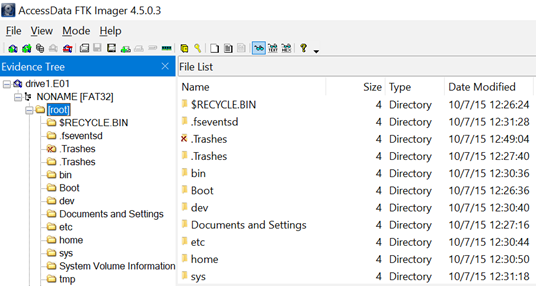 AccessData FTK Imager 4.5.0.3
File View Mode Help
Evidence Tree
drive1.E01
NONAME [FAT32]
[root]
$RECYCLE.BIN
.fseventsd
.Trashes
.Trashes
bin
Boot
dev
Documents and Settings
etc
home
sys
System Volume Information
tmp
File List
Name Size Type Date Modified
$RECYCLE.BIN 4 Directory 10/7/15 12:26:24
.fseventsd 4 Directory 10/7/15 12:31:28
.Trashes 4 Directory 10/7/15 12:49:04
.Trashes 4 Directory 10/7/15 12:27:40
bin 4 Directory 10/7/15 12:30:36
Boot 4 Directory 10/7/15 12:26:36
dev 4 Directory 10/7/15 12:30:40
Documents and Settings 4 Directory 10/7/15 12:27:16
etc 4 Directory 10/7/15 12:30:44
home 4 Directory 10/7/15 12:30:50
sys 4 Directory 10/7/15 12:31:18